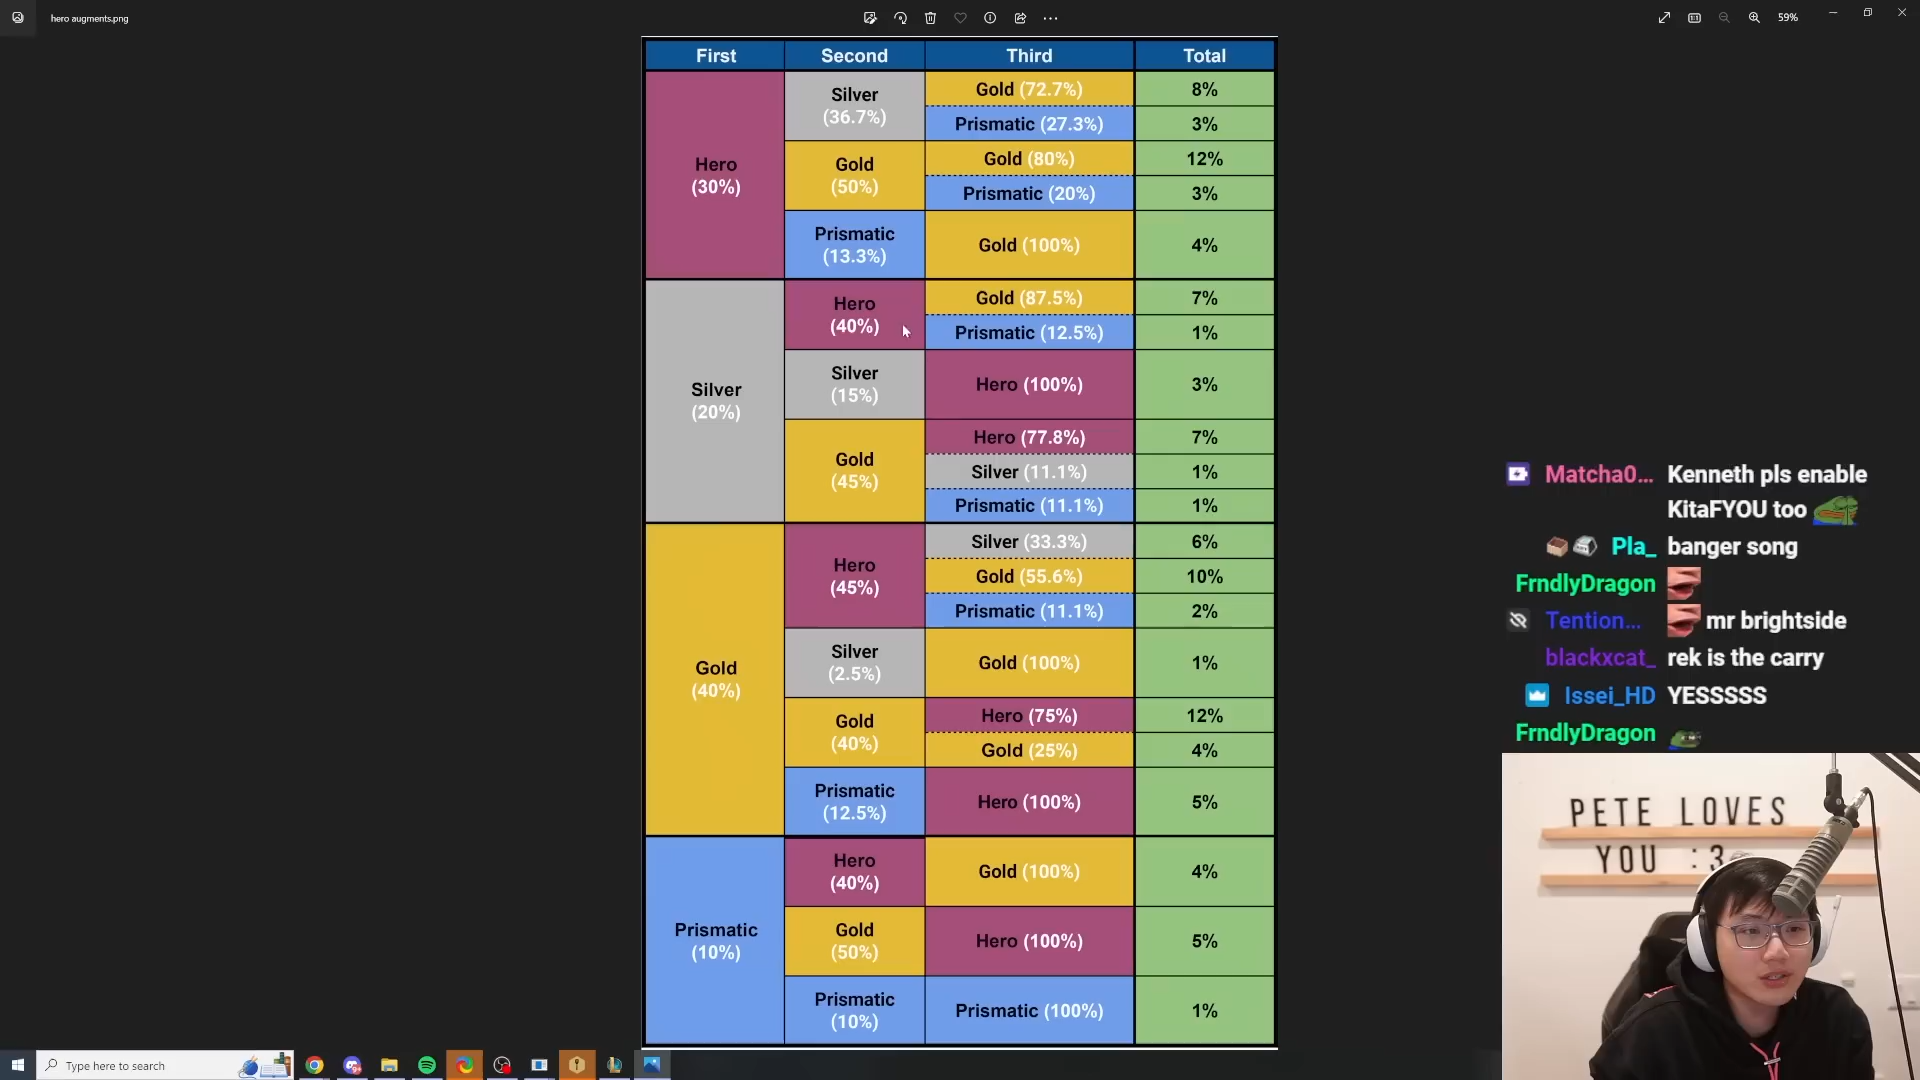 hero augments.png
59%
First Second Third Total
Hero
(30%)
Silver
(36.7%)
Gold (72.7%) 8%
Prismatic (27.3%) 3%
Gold
(50%)
Gold (80%) 12%
Prismatic (20%) 3%
Prismatic
(13.3%)
Gold (100%) 4%
Silver
(20%)
Hero
(40%)
Gold (87.5%) 7%
Prismatic (12.5%) 1%
Silver
(15%)
Hero (100%) 3%
Gold
(45%)
Hero (77.8%) 7%
Silver (11.1%) 1%
Prismatic (11.1%) 1%
Gold
(40%)
Hero
(45%)
Silver (33.3%) 6%
Gold (55.6%) 10%
Prismatic (11.1%) 2%
Silver
(2.5%)
Gold (100%) 1%
Gold
(40%)
Hero (75%) 12%
Gold (25%) 4%
Prismatic
(12.5%)
Hero (100%) 5%
Prismatic
(10%)
Hero
(40%)
Gold (100%) 4%
Gold
(50%)
Hero (100%) 5%
Prismatic
(10%)
Prismatic (100%) 1%
Matcha0... Kenneth pls enable
KitaFYOU too
Pla_ banger song
FrndlyDragon
Tention... mr brightside
blackxcat_ rek is the carry
Issei_HD YESSSSS
FrndlyDragon
PETE LOVES
YOU :3
Type here to search